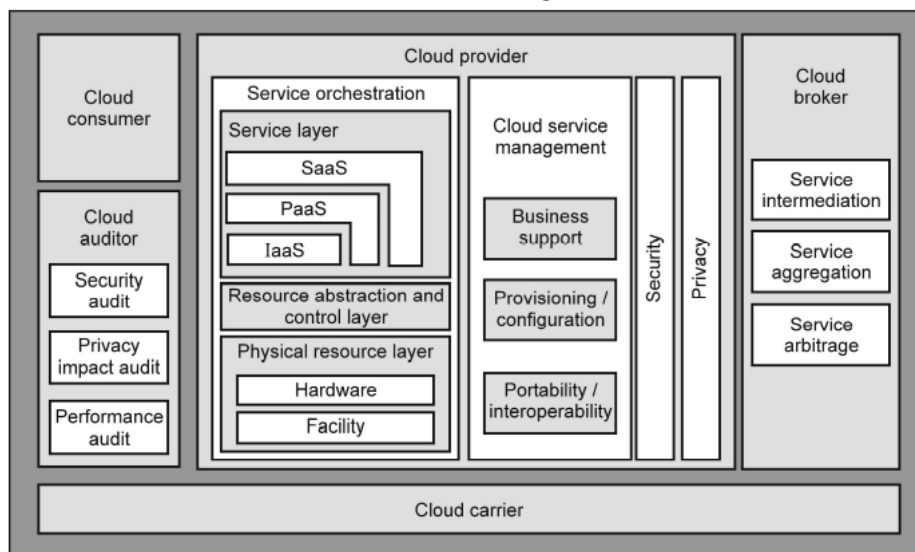 Cloud
consumer
Cloud
auditor
Security
audit
Privacy
impact audit
Performance
audit
Cloud provider
Service orchestration
Service layer
SaaS
PaaS
IaaS
Resource abstraction and
control layer
Physical resource layer
Hardware
Facility
Cloud service
management
Business
support
Provisioning /
configuration
Portability /
interoperability
Security
Privacy
Cloud
broker
Service
intermediation
Service
aggregation
Service
arbitrage
Cloud carrier